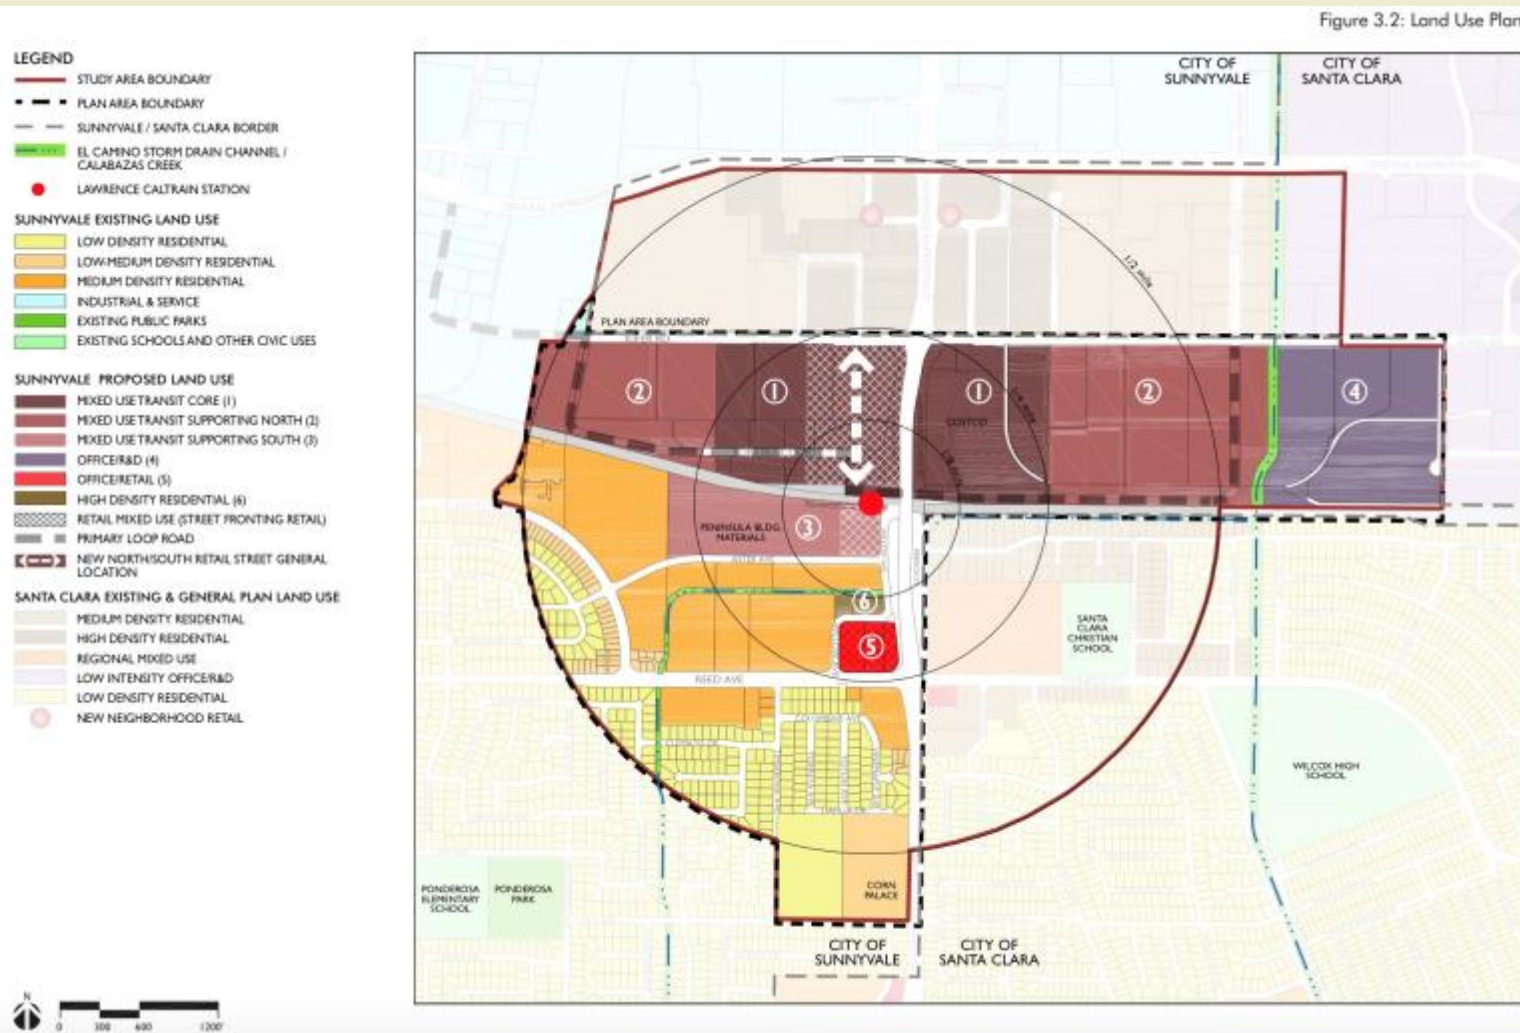 Figure 3.2: Land Use Plan
LEGEND
STUDY AREA BOUNDARY
PLAN AREA BOUNDARY
SUNNYVALE / SANTA CLARA BORDER
EL CAMINO STORM DRAIN CHANNEL /
CALABAZAS CREEK
LAWRENCE CALTRAIN STATION
SUNNYVALE EXISTING LAND USE
LOW DENSITY RESIDENTIAL
LOW-MEDIUM DENSITY RESIDENTIAL
MEDIUM DENSITY RESIDENTIAL
INDUSTRIAL & SERVICE
EXISTING PUBLIC PARKS
EXISTING SCHOOLS AND OTHER CIVIC USES
SUNNYVALE PROPOSED LAND USE
MIXED USE TRANSIT CORE (1)
MIXED USE TRANSIT SUPPORTING NORTH (2)
MIXED USE TRANSIT SUPPORTING SOUTH (3)
OFFICE/R&D (4)
OFFICE/RETAIL (5)
HIGH DENSITY RESIDENTIAL (6)
RETAIL MIXED USE (STREET FRONTING RETAIL)
PRIMARY LOOP ROAD
NEW NORTH/SOUTH RETAIL STREET GENERAL
LOCATION
SANTA CLARA EXISTING & GENERAL PLAN LAND USE
MEDIUM DENSITY RESIDENTIAL
HIGH DENSITY RESIDENTIAL
REGIONAL MIXED USE
LOW INTENSITY OFFICE/R&D
LOW DENSITY RESIDENTIAL
NEW NEIGHBORHOOD RETAIL
N
0 300 600 1200'
CITY OF
SUNNYVALE
CITY OF
SANTA CLARA
1/2 mile
PLAN AREA BOUNDARY
2
1
1
2
4
COSTCO
1/4 mile
1/8 mile
PENINSULA BLDG.
MATERIALS
3
ASTER AVE
6
5
REED AVE
SANTA
CLARA
CHRISTIAN
SCHOOL
WILCOX HIGH
SCHOOL
PONDEROSA
ELEMENTARY
SCHOOL
PONDEROSA
PARK
CORN
PALACE
CITY OF
SUNNYVALE
CITY OF
SANTA CLARA